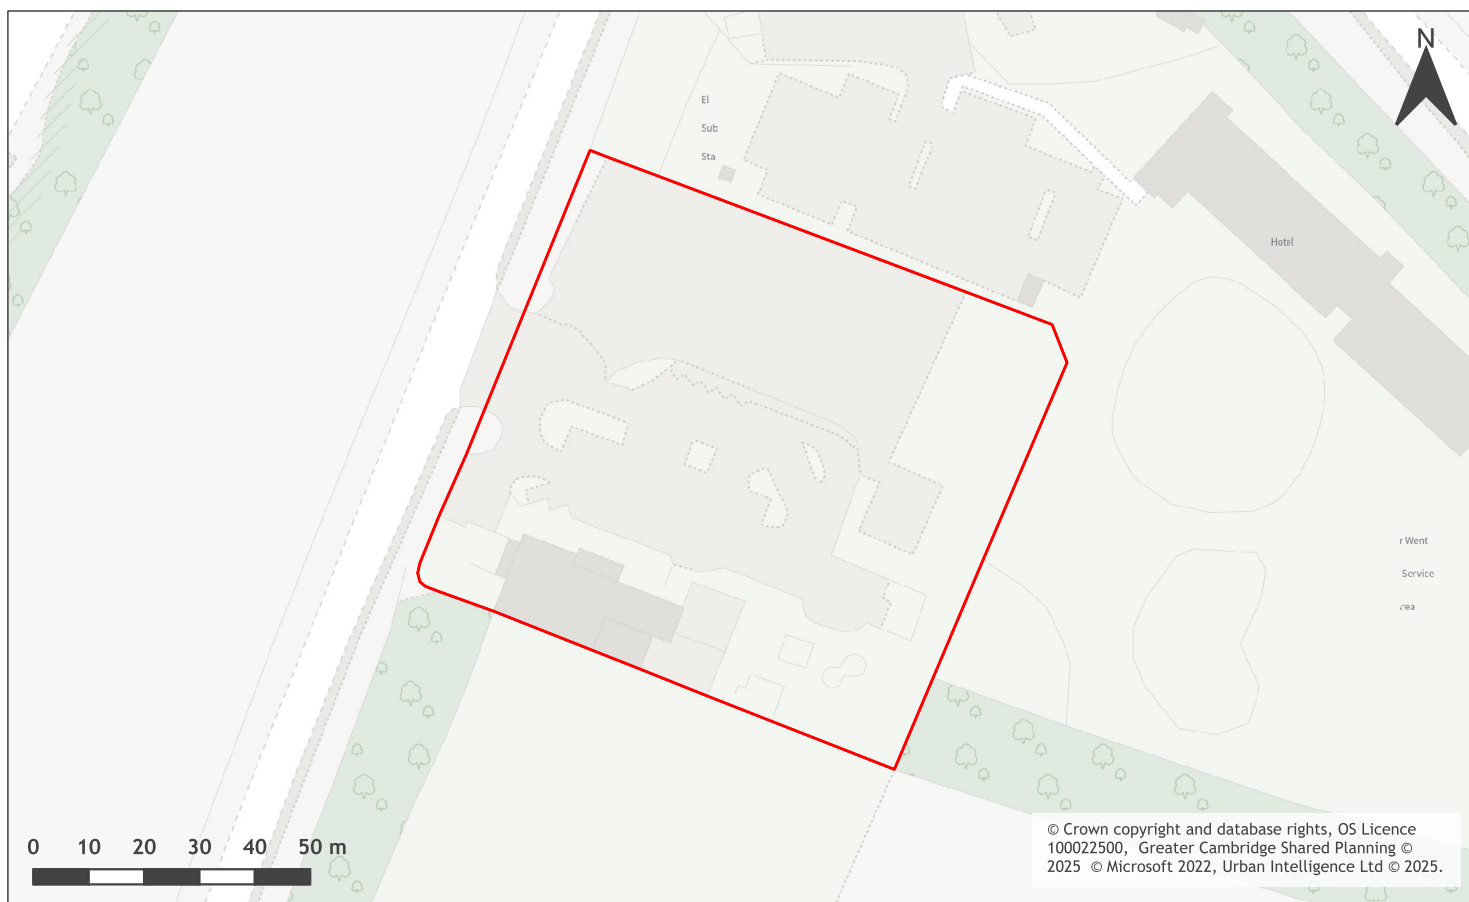 N
El
Sub
Sta
Hotel
r Went
Service
rea
0 10 20 30 40 50 m
© Crown copyright and database rights, OS Licence
100022500, Greater Cambridge Shared Planning ©
2025 © Microsoft 2022, Urban Intelligence Ltd © 2025.